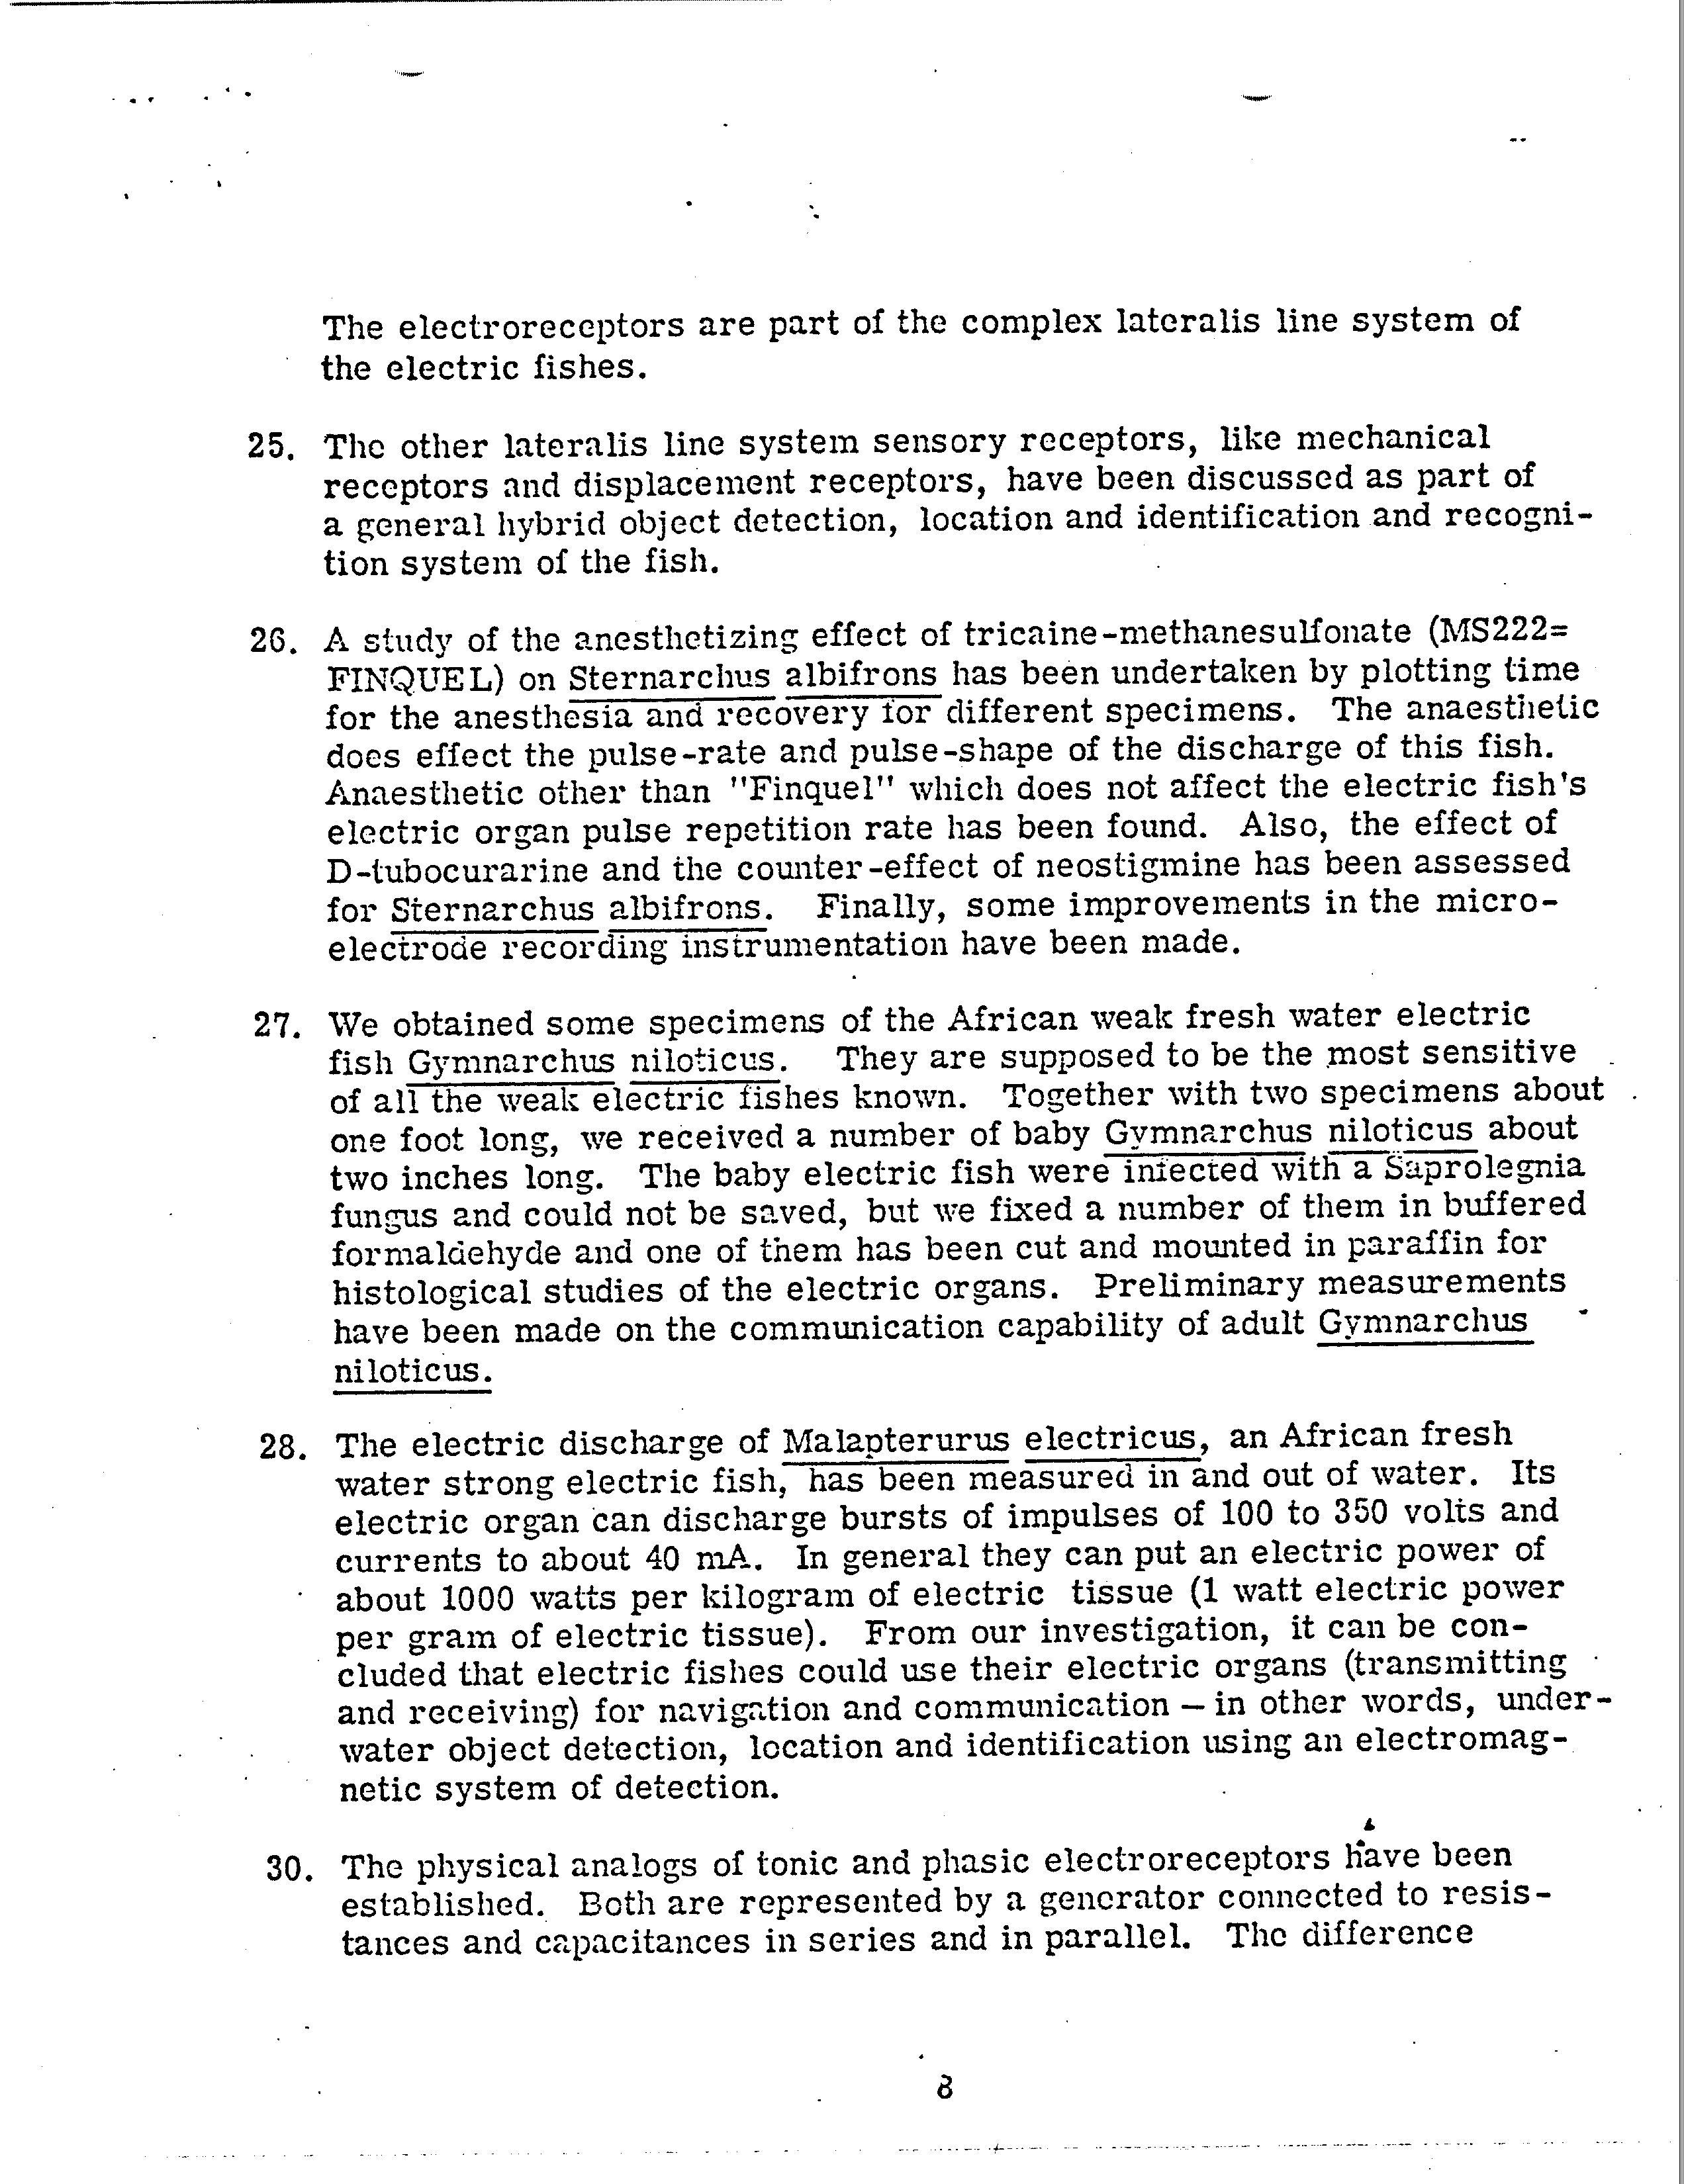 The electroreceptors are part of the complex lateralis line system of
the electric fishes.
25. The other lateralis line system sensory receptors, like mechanical
receptors and displacement receptors, have been discussed as part of
a general hybrid object detection, location and identification and recogni-
tion system of the fish.
26. A study of the anesthetizing effect of tricaine-methanesulfonate (MS222=
FINQUEL) on Sternarchus albifrons has been undertaken by plotting time
for the anesthesia and recovery for different specimens. The anaesthetic
does effect the pulse-rate and pulse-shape of the discharge of this fish.
Anaesthetic other than "Finquel" which does not affect the electric fish's
electric organ pulse repetition rate has been found. Also, the effect of
D-tubocurarine and the counter-effect of neostigmine has been assessed
for Sternarchus albifrons. Finally, some improvements in the micro-
electrode recording instrumentation have been made.
27. We obtained some specimens of the African weak fresh water electric
fish Gymnarchus niloticus. They are supposed to be the most sensitive
of all the weak electric fishes known. Together with two specimens about
one foot long, we received a number of baby Gymnarchus niloticus about
two inches long. The baby electric fish were infected with a Saprolegnia
fungus and could not be saved, but we fixed a number of them in buffered
formaldehyde and one of them has been cut and mounted in paraffin for
histological studies of the electric organs. Preliminary measurements
have been made on the communication capability of adult Gymnarchus
niloticus.
28. The electric discharge of Malapterurus electricus, an African fresh
water strong electric fish, has been measured in and out of water. Its
electric organ can discharge bursts of impulses of 100 to 350 volts and
currents to about 40 mA. In general they can put an electric power of
about 1000 watts per kilogram of electric tissue (1 watt electric power
per gram of electric tissue). From our investigation, it can be con-
cluded that electric fishes could use their electric organs (transmitting
and receiving) for navigation and communication — in other words, under-
water object detection, location and identification using an electromag-
netic system of detection.
30. The physical analogs of tonic and phasic electroreceptors have been
established. Both are represented by a generator connected to resis-
tances and capacitances in series and in parallel. The difference
8